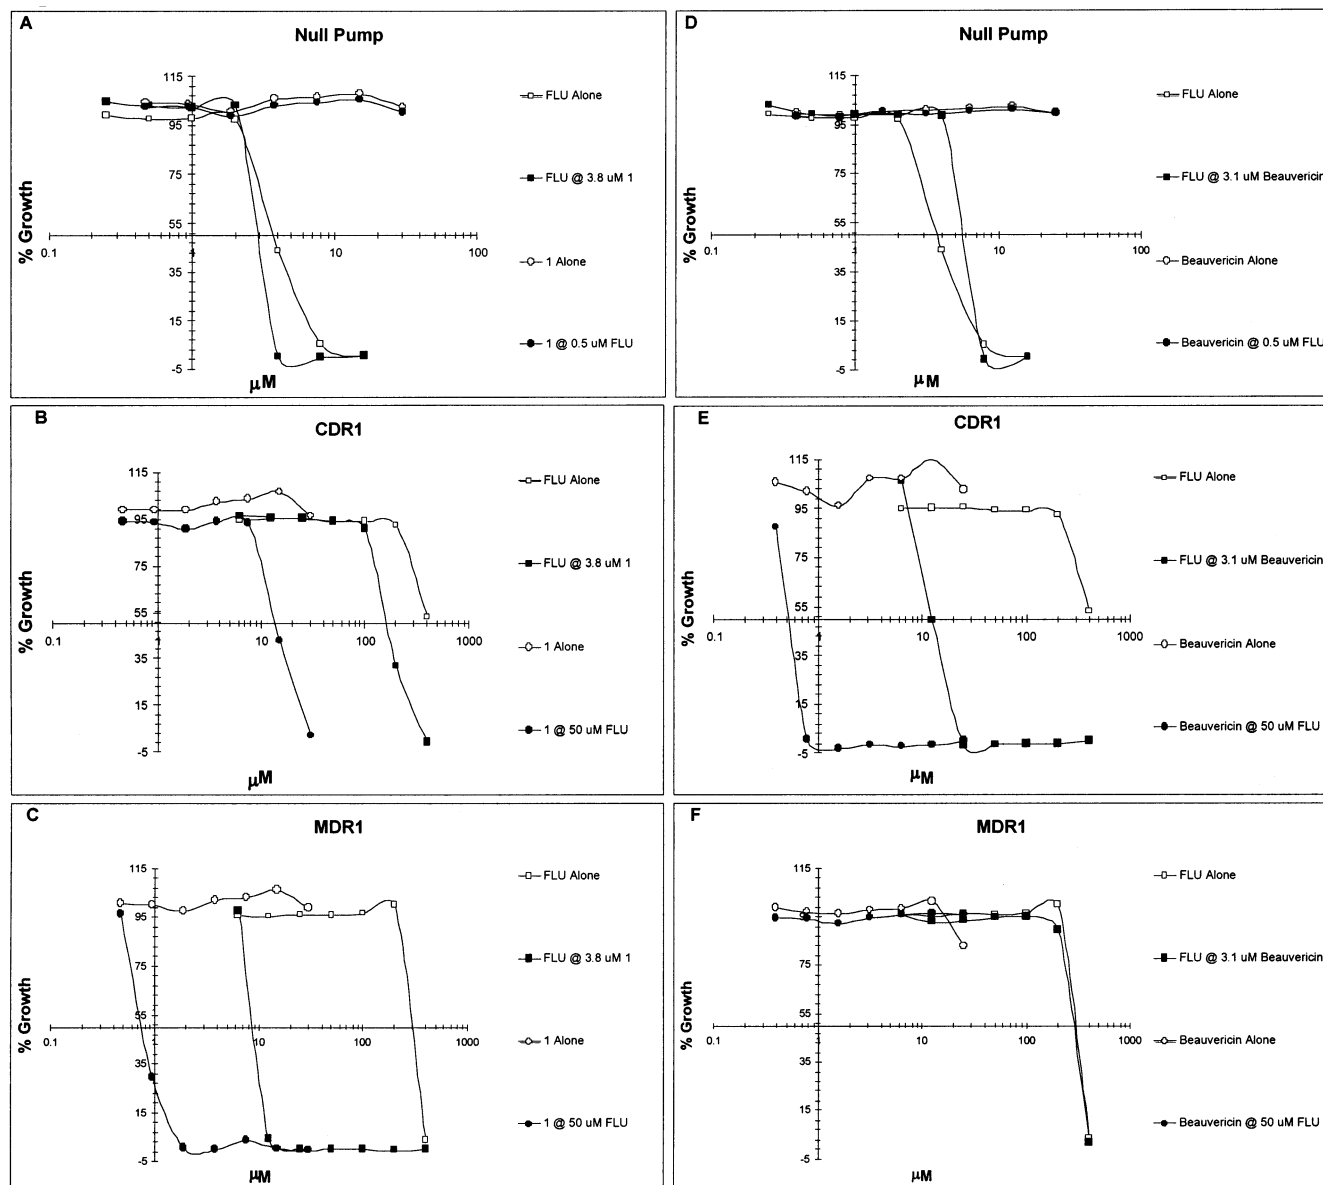 A
Null Pump
115
95
75
55
35
15
-5
0.1
1
10
100
% Growth
µM
FLU Alone
FLU @ 3.8 uM 1
1 Alone
1 @ 0.5 uM FLU
D
Null Pump
115
95
75
55
35
15
-5
0.1
1
10
100
% Growth
µM
FLU Alone
FLU @ 3.1 uM Beauvericin
Beauvericin Alone
Beauvericin @ 0.5 uM FLU
B
CDR1
115
95
75
55
35
15
-5
0.1
1
10
100
1000
% Growth
µM
FLU Alone
FLU @ 3.8 uM 1
1 Alone
1 @ 50 uM FLU
E
CDR1
115
95
75
55
35
15
-5
0.1
1
10
100
1000
% Growth
µM
FLU Alone
FLU @ 3.1 uM Beauvericin
Beauvericin Alone
Beauvericin @ 50 uM FLU
C
MDR1
115
95
75
55
35
15
-5
0.1
1
10
100
1000
% Growth
µM
FLU Alone
FLU @ 3.8 uM 1
1 Alone
1 @ 50 uM FLU
F
MDR1
115
95
75
55
35
15
-5
0.1
1
10
100
1000
% Growth
µM
FLU Alone
FLU @ 3.1 uM Beauvericin
Beauvericin Alone
Beauvericin @ 50 uM FLU